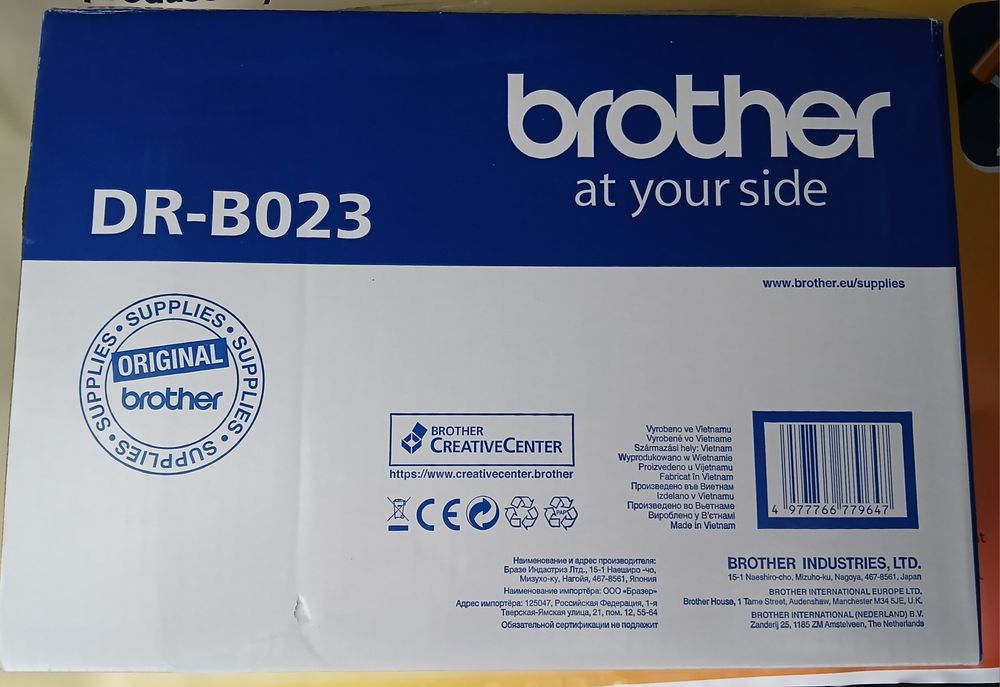 brother
at your side
DR-B023
www.brother.eu/supplies
SUPPLIES • SUPPLIES • SUPPLIES • SUPPLIES •
ORIGINAL
brother
BROTHER
CREATIVECENTER
https://www.creativecenter.brother
PAP
Vyrobeno ve Vietnamu
Vyrobené vo Vietname
Származási hely: Vietnam
Wyprodukowano w Wietnamie
Proizvedeno u Vijetnamu
Fabricat în Vietnam
Произведено във Виетнам
Izdelano v Vietnamu
Произведено во Вьетнаме
Вироблено у В'єтнамі
Made in Vietnam
4 977766 779647
Наименование и адрес производителя:
Бразе Индастриз Лтд., 15-1 Наеширо -чо,
Мизухо-ку, Нагойя, 467-8561, Япония
Наименование импортёра: ООО «Бразер»
Адрес импортёра: 125047, Российская Федерация, 1-я
Тверская-Ямская улица, 21, пом. 12, 55-64
Обязательной сертификации не подлежит
BROTHER INDUSTRIES, LTD.
15-1 Naeshiro-cho, Mizuho-ku, Nagoya, 467-8561, Japan
BROTHER INTERNATIONAL EUROPE LTD.
Brother House, 1 Tame Street, Audenshaw, Manchester M34 5JE, U.K.
BROTHER INTERNATIONAL (NEDERLAND) B.V.
Zanderij 25, 1185 ZM Amstelveen, The Netherlands